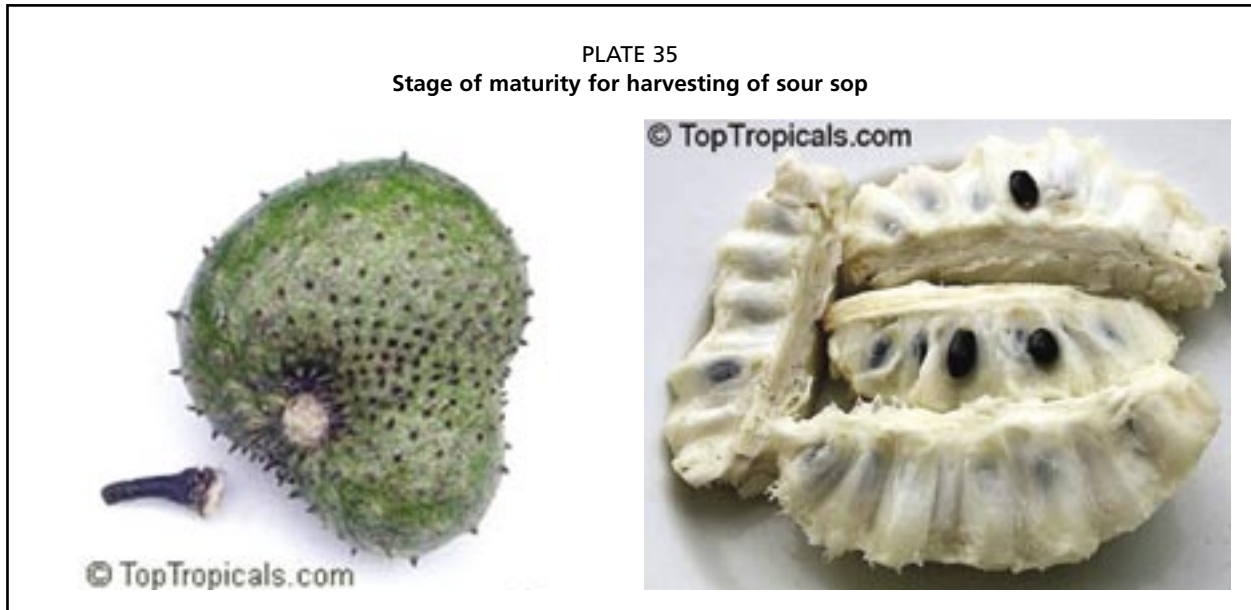 PLATE 35
Stage of maturity for harvesting of sour sop
© TopTropicals.com
© TopTropicals.com